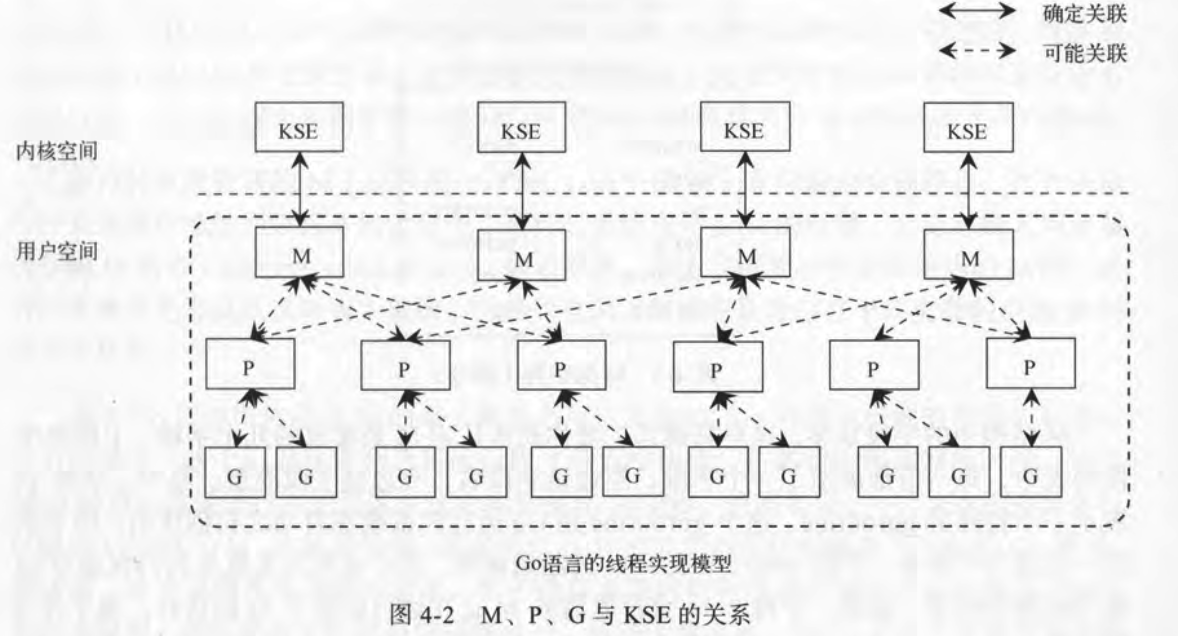 确定关联
可能关联
KSE KSE KSE KSE
内核空间
用户空间
M M M M
P P P P P P
G G G G G G G G G G G
Go语言的线程实现模型
图 4-2 M、P、G 与 KSE 的关系